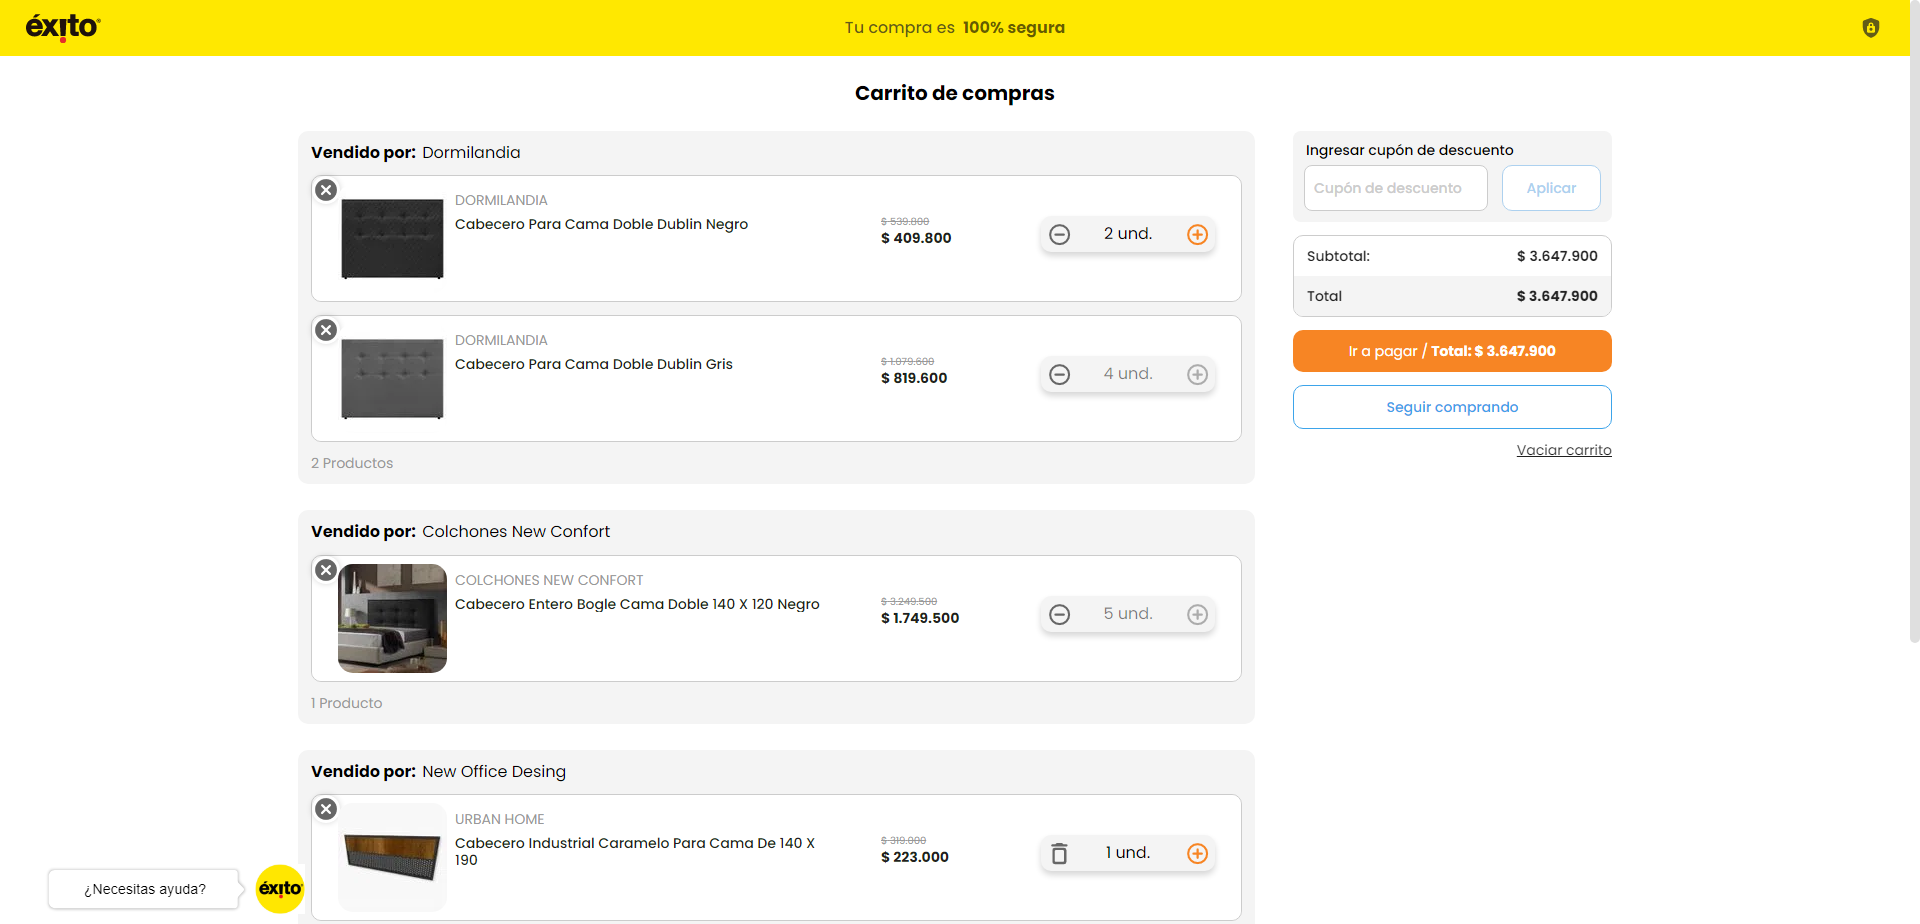 éxito
Tu compra es 100% segura
Carrito de compras
Vendido por: Dormilandia
DORMILANDIA
Cabecero Para Cama Doble Dublin Negro
$ 539.800
$ 409.800
2 und.
DORMILANDIA
Cabecero Para Cama Doble Dublin Gris
$ 1.079.600
$ 819.600
4 und.
2 Productos
Vendido por: Colchones New Confort
COLCHONES NEW CONFORT
Cabecero Entero Bogle Cama Doble 140 X 120 Negro
$ 3.249.500
$ 1.749.500
5 und.
1 Producto
Vendido por: New Office Desing
URBAN HOME
Cabecero Industrial Caramelo Para Cama De 140 X
190
$ 319.000
$ 223.000
1 und.
Ingresar cupón de descuento
Cupón de descuento
Aplicar
Subtotal: $ 3.647.900
Total $ 3.647.900
Ir a pagar / Total: $ 3.647.900
Seguir comprando
Vaciar carrito
¿Necesitas ayuda?
éxito